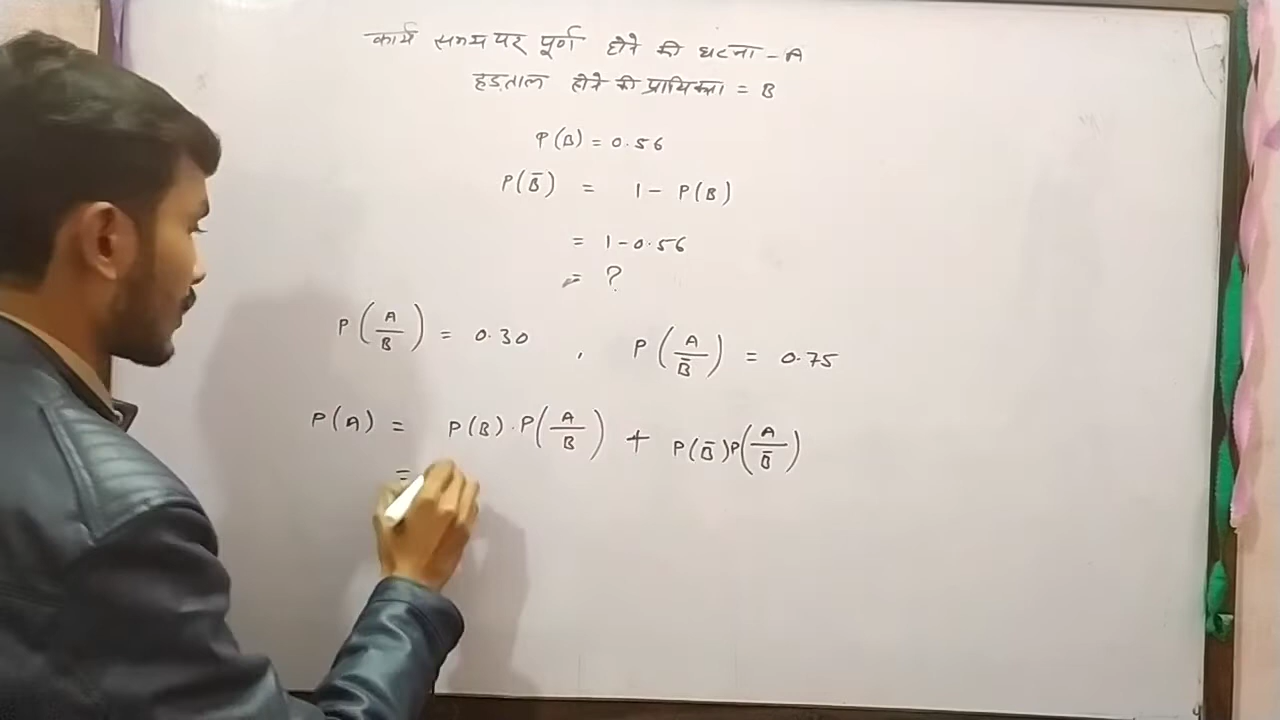 कार्य समय पर पूर्ण होने की घटना - A
हड़ताल होने की प्रायिकता = B
P(B) = 0.56
P(B̄) = 1 - P(B)
= 1 - 0.56
= ?
P(A/B) = 0.30 , P(A/B̄) = 0.75
P(A) = P(B) . P(A/B) + P(B̄) P(A/B̄)
=